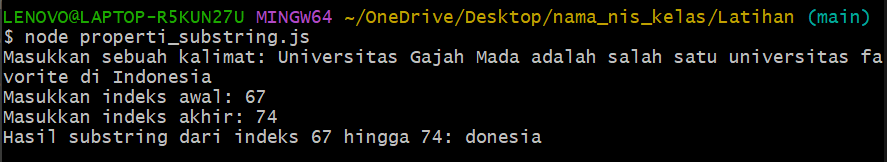 LENOVO@LAPTOP-R5KUN27U MINGW64 ~/OneDrive/Desktop/nama_nis_kelas/Latihan (main)
$ node properti_substring.js
Masukkan sebuah kalimat: Universitas Gajah Mada adalah salah satu universitas fa
vorite di Indonesia
Masukkan indeks awal: 67
Masukkan indeks akhir: 74
Hasil substring dari indeks 67 hingga 74: donesia